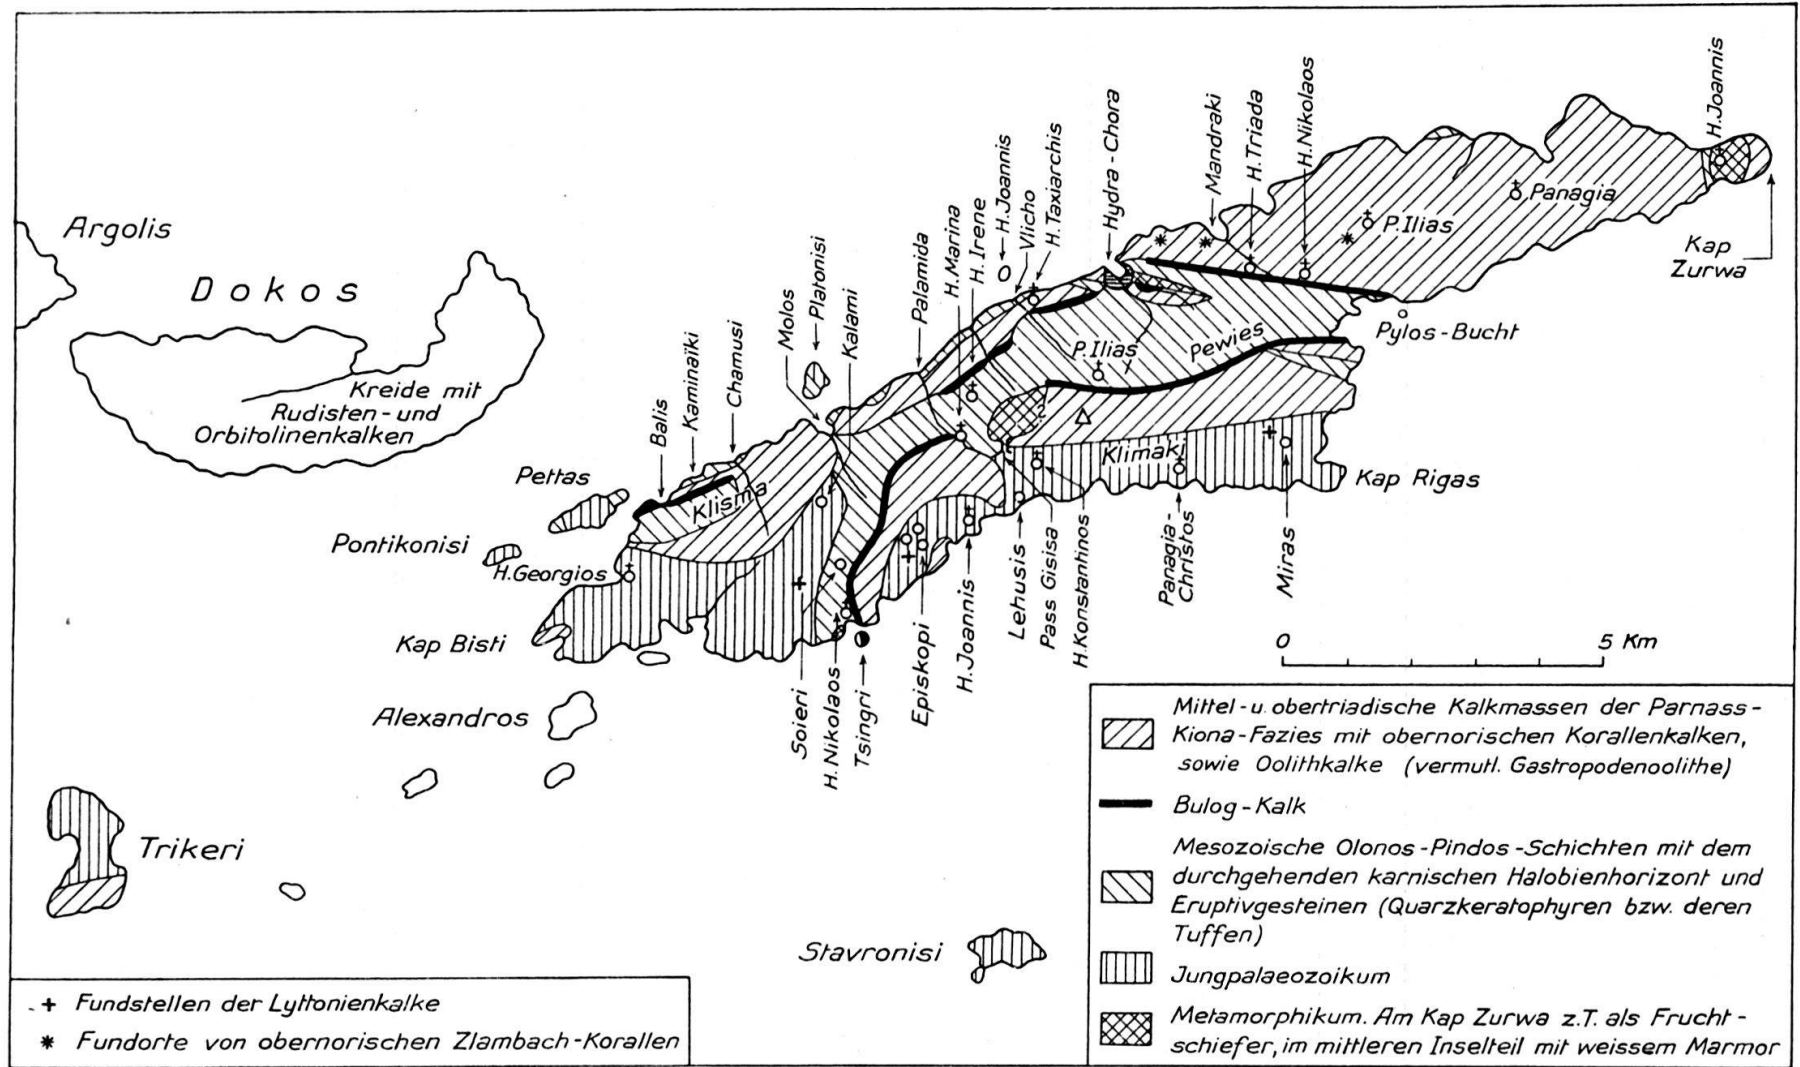 Argolis
Dokos
Kreide mit
Rudisten- und
Orbitolinenkalken
Pettas
Pontikonisi
H.Georgios
Kap Bisti
Alexandros
Trikeri
Stavronisi
Balis
Kaminaïki
Chamusi
Klisma
Molos
Platonisi
Kalami
Palamida
H.Marina
H.Irene
H.Joannis
Vlicho
H.Taxiarchis
Hydra-Chora
Mandraki
H.Triada
H.Nikolaos
H.Joannis
Panagia
P.Ilias
Kap
Zurwa
Pylos-Bucht
Pewies
P.Ilias
2
Klimaki
Kap Rigas
Soieri
H.Nikolaos
Tsingri
Episkopi
H.Joannis
Lehusis
Pass Gisisa
H.Konstantinos
Panagia-
Christos
Miras
0 5 Km
Mittel-u. obertriadische Kalkmassen der Parnass-
Kiona-Fazies mit obernorischen Korallenkalken,
sowie Oolithkalke (vermutl. Gastropodenoolithe)
Bulog-Kalk
Mesozoische Olonos-Pindos-Schichten mit dem
durchgehenden karnischen Halobienhorizont und
Eruptivgesteinen (Quarzkeratophyren bzw. deren
Tuffen)
Jungpalaeozoikum
Metamorphikum. Am Kap Zurwa z.T. als Frucht-
schiefer, im mittleren Inselteil mit weissem Marmor
+ Fundstellen der Lyttonienkalke
* Fundorte von obernorischen Zlambach-Korallen